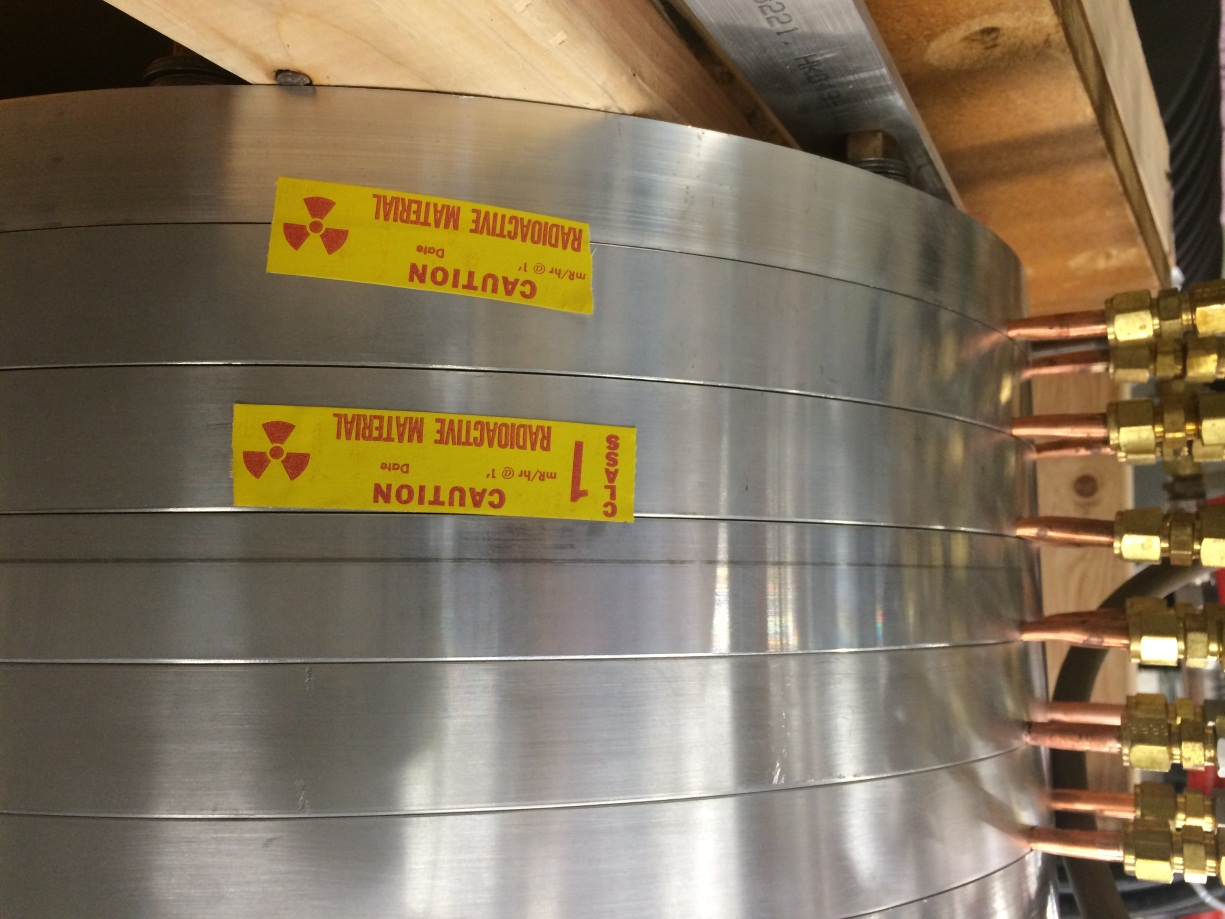 CAUTION
mR/hr @ 1' Date
RADIOACTIVE MATERIAL
CLASS
1
CAUTION
mR/hr @ 1' Date
RADIOACTIVE MATERIAL